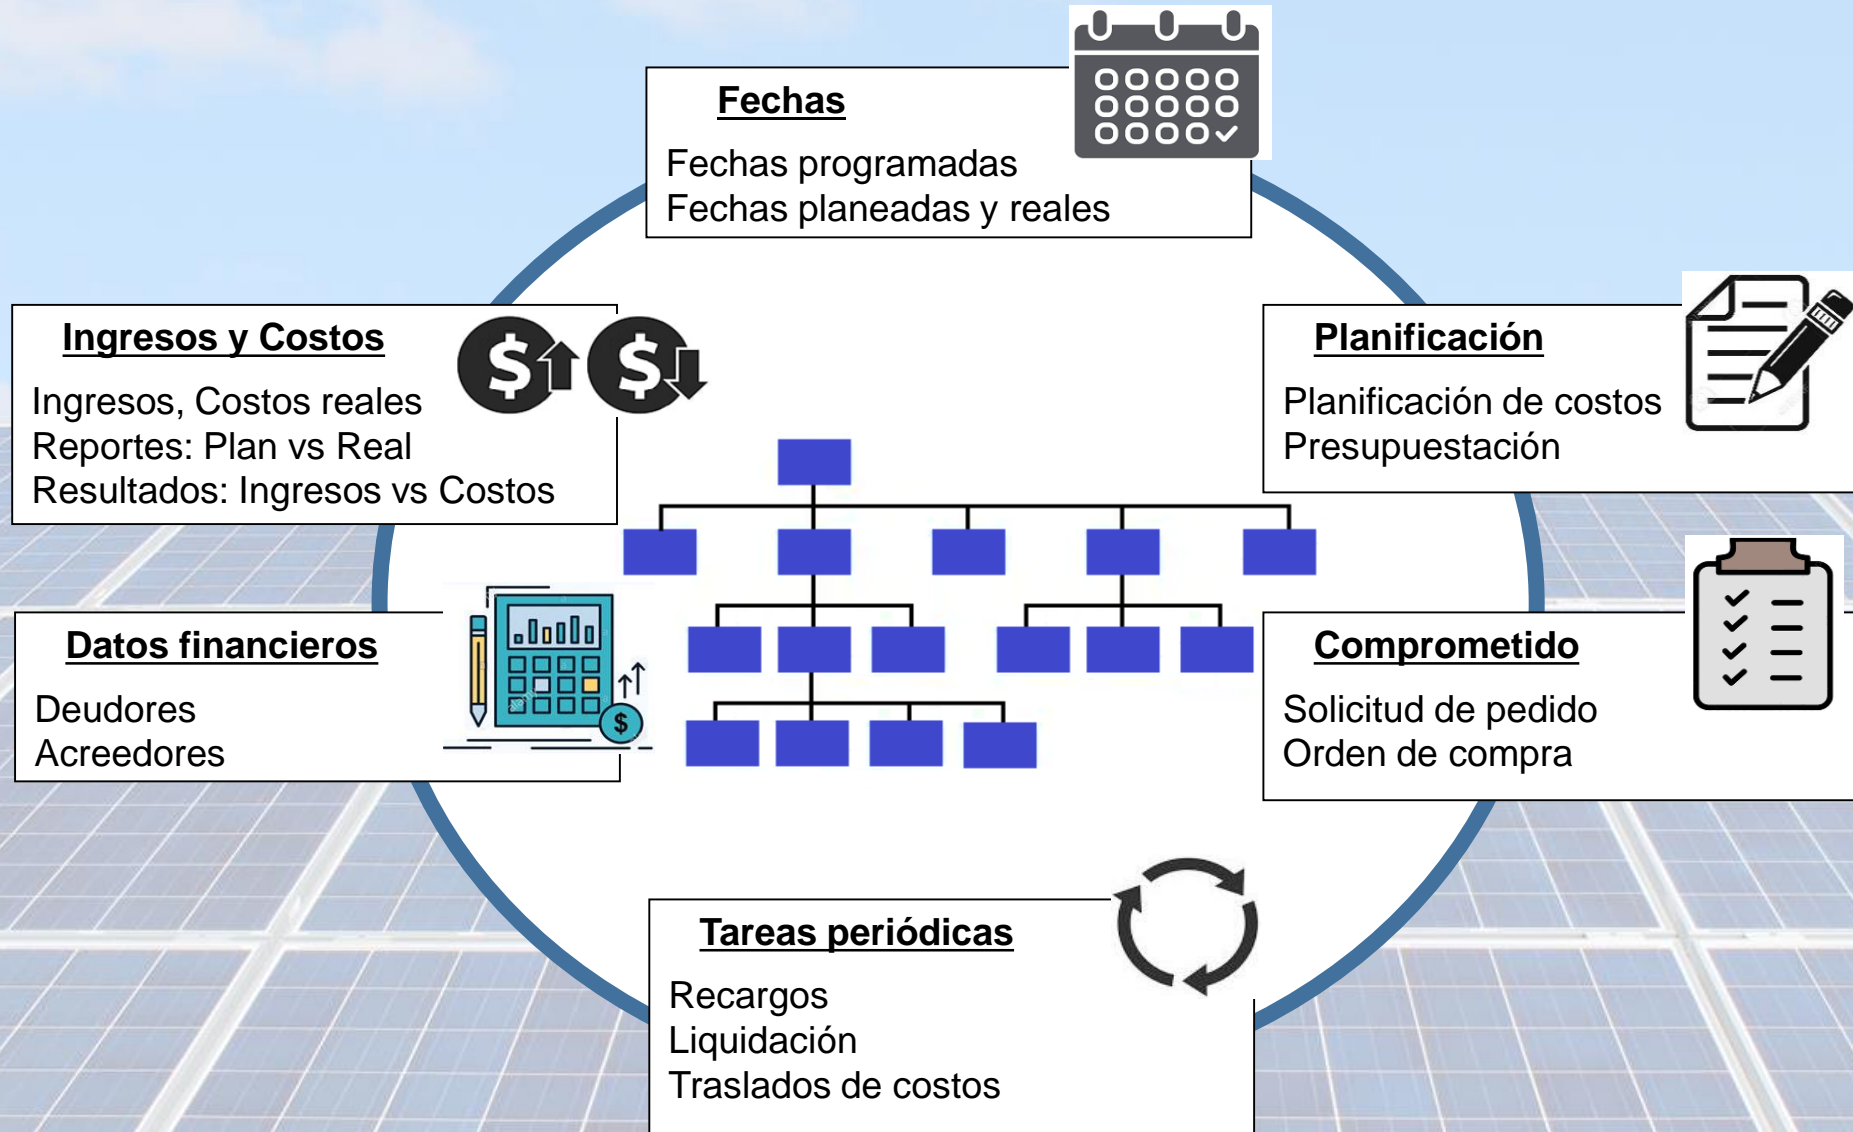 Fechas
Fechas programadas
Fechas planeadas y reales
Ingresos y Costos
Ingresos, Costos reales
Reportes: Plan vs Real
Resultados: Ingresos vs Costos
Planificación
Planificación de costos
Presupuestación
Datos financieros
Deudores
Acreedores
Comprometido
Solicitud de pedido
Orden de compra
Tareas periódicas
Recargos
Liquidación
Traslados de costos